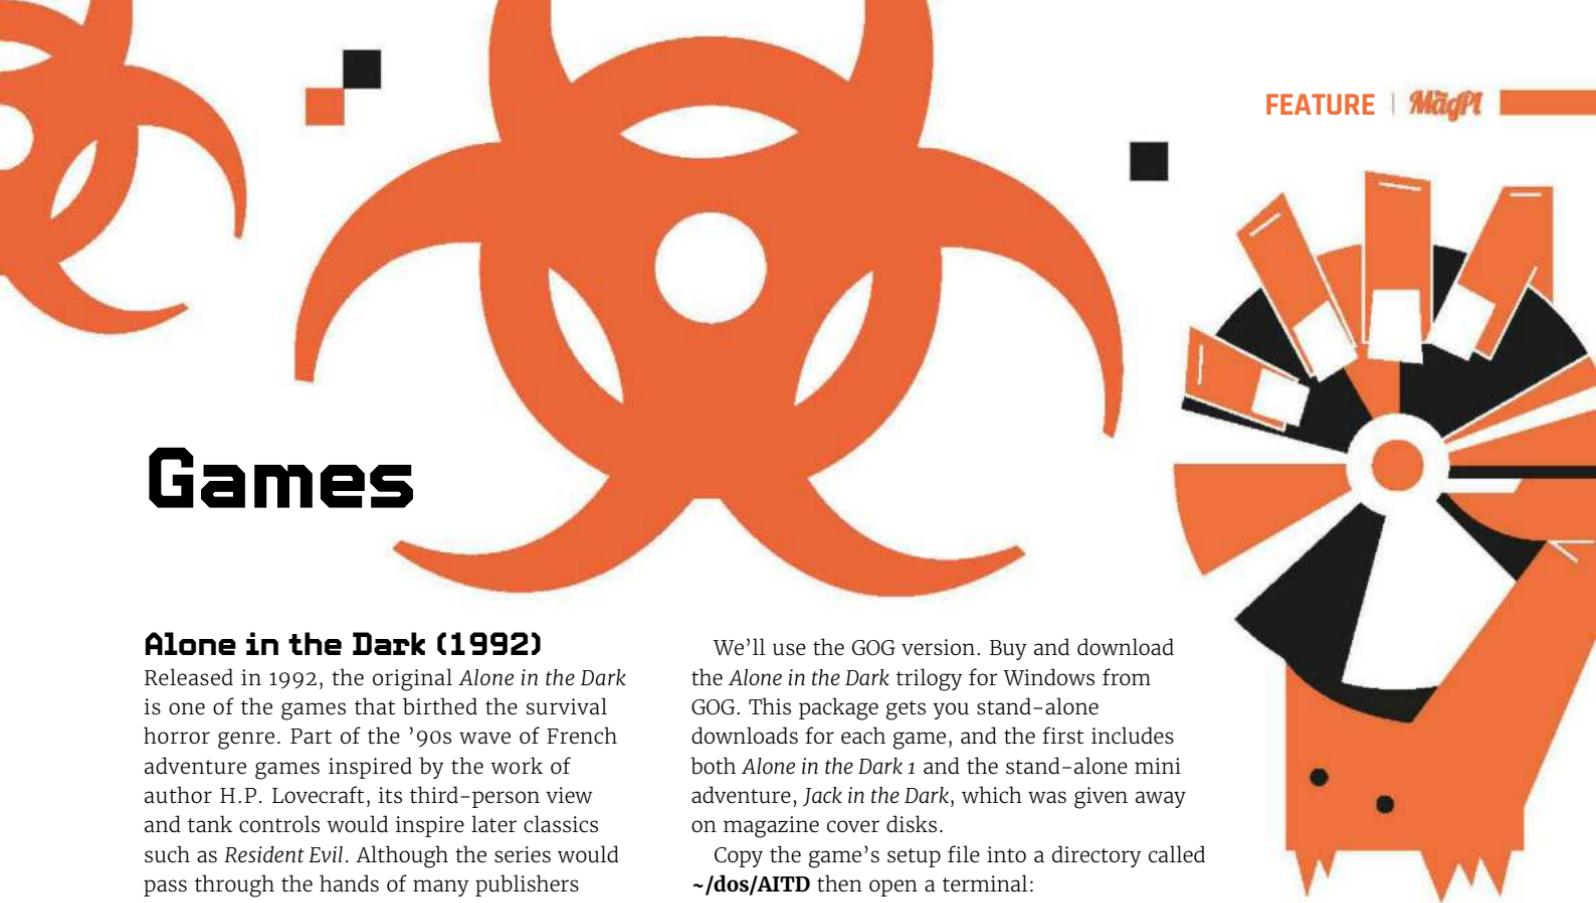 FEATURE | MagPi
Games
Alone in the Dark (1992)
Released in 1992, the original Alone in the Dark
is one of the games that birthed the survival
horror genre. Part of the ’90s wave of French
adventure games inspired by the work of
author H.P. Lovecraft, its third-person view
and tank controls would inspire later classics
such as Resident Evil. Although the series would
pass through the hands of many publishers
We’ll use the GOG version. Buy and download
the Alone in the Dark trilogy for Windows from
GOG. This package gets you stand-alone
downloads for each game, and the first includes
both Alone in the Dark 1 and the stand-alone mini
adventure, Jack in the Dark, which was given away
on magazine cover disks.
Copy the game’s setup file into a directory called
~/dos/AITD then open a terminal: